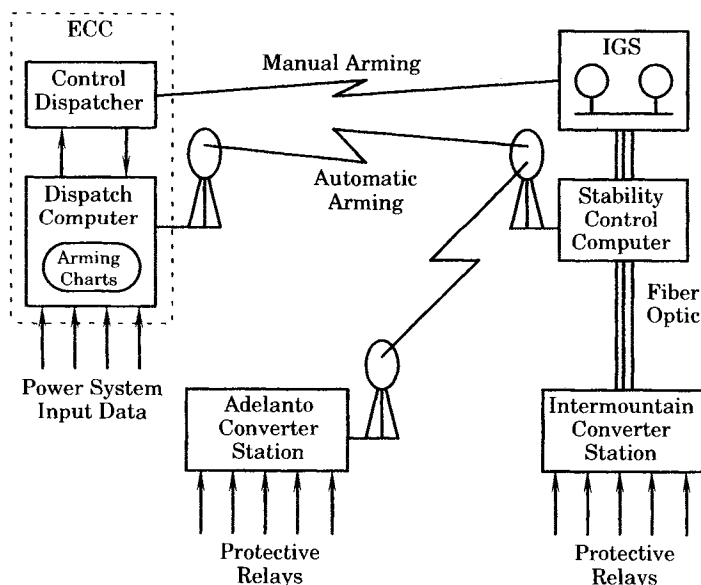 ECC
Control
Dispatcher
Manual Arming
IGS
Dispatch
Computer
Arming
Charts
Automatic
Arming
Stability
Control
Computer
Fiber
Optic
Power System
Input Data
Adelanto
Converter
Station
Intermountain
Converter
Station
Protective
Relays
Protective
Relays